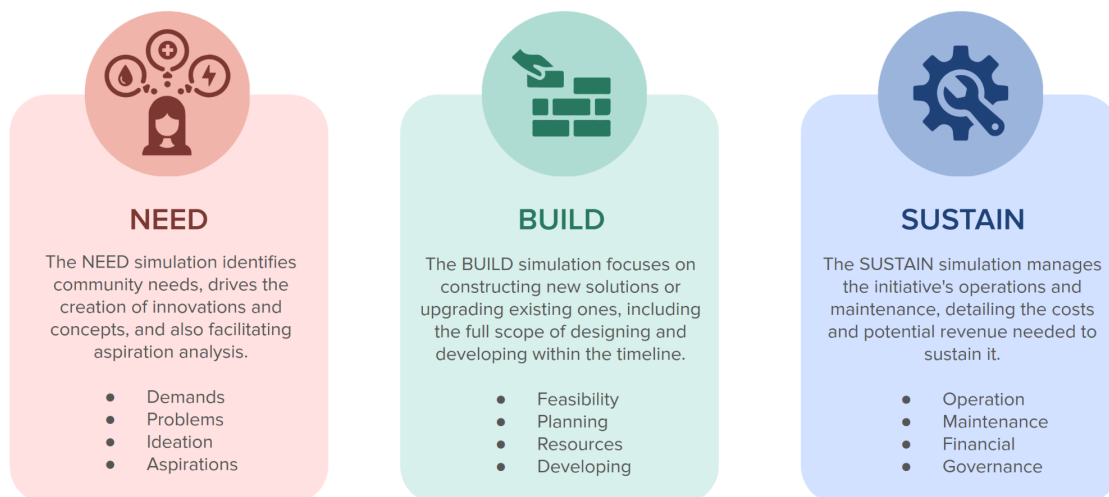 NEED
The NEED simulation identifies
community needs, drives the
creation of innovations and
concepts, and also facilitating
aspiration analysis.
● Demands
● Problems
● Ideation
● Aspirations
BUILD
The BUILD simulation focuses on
constructing new solutions or
upgrading existing ones, including
the full scope of designing and
developing within the timeline.
● Feasibility
● Planning
● Resources
● Developing
SUSTAIN
The SUSTAIN simulation manages
the initiative's operations and
maintenance, detailing the costs
and potential revenue needed to
sustain it.
● Operation
● Maintenance
● Financial
● Governance